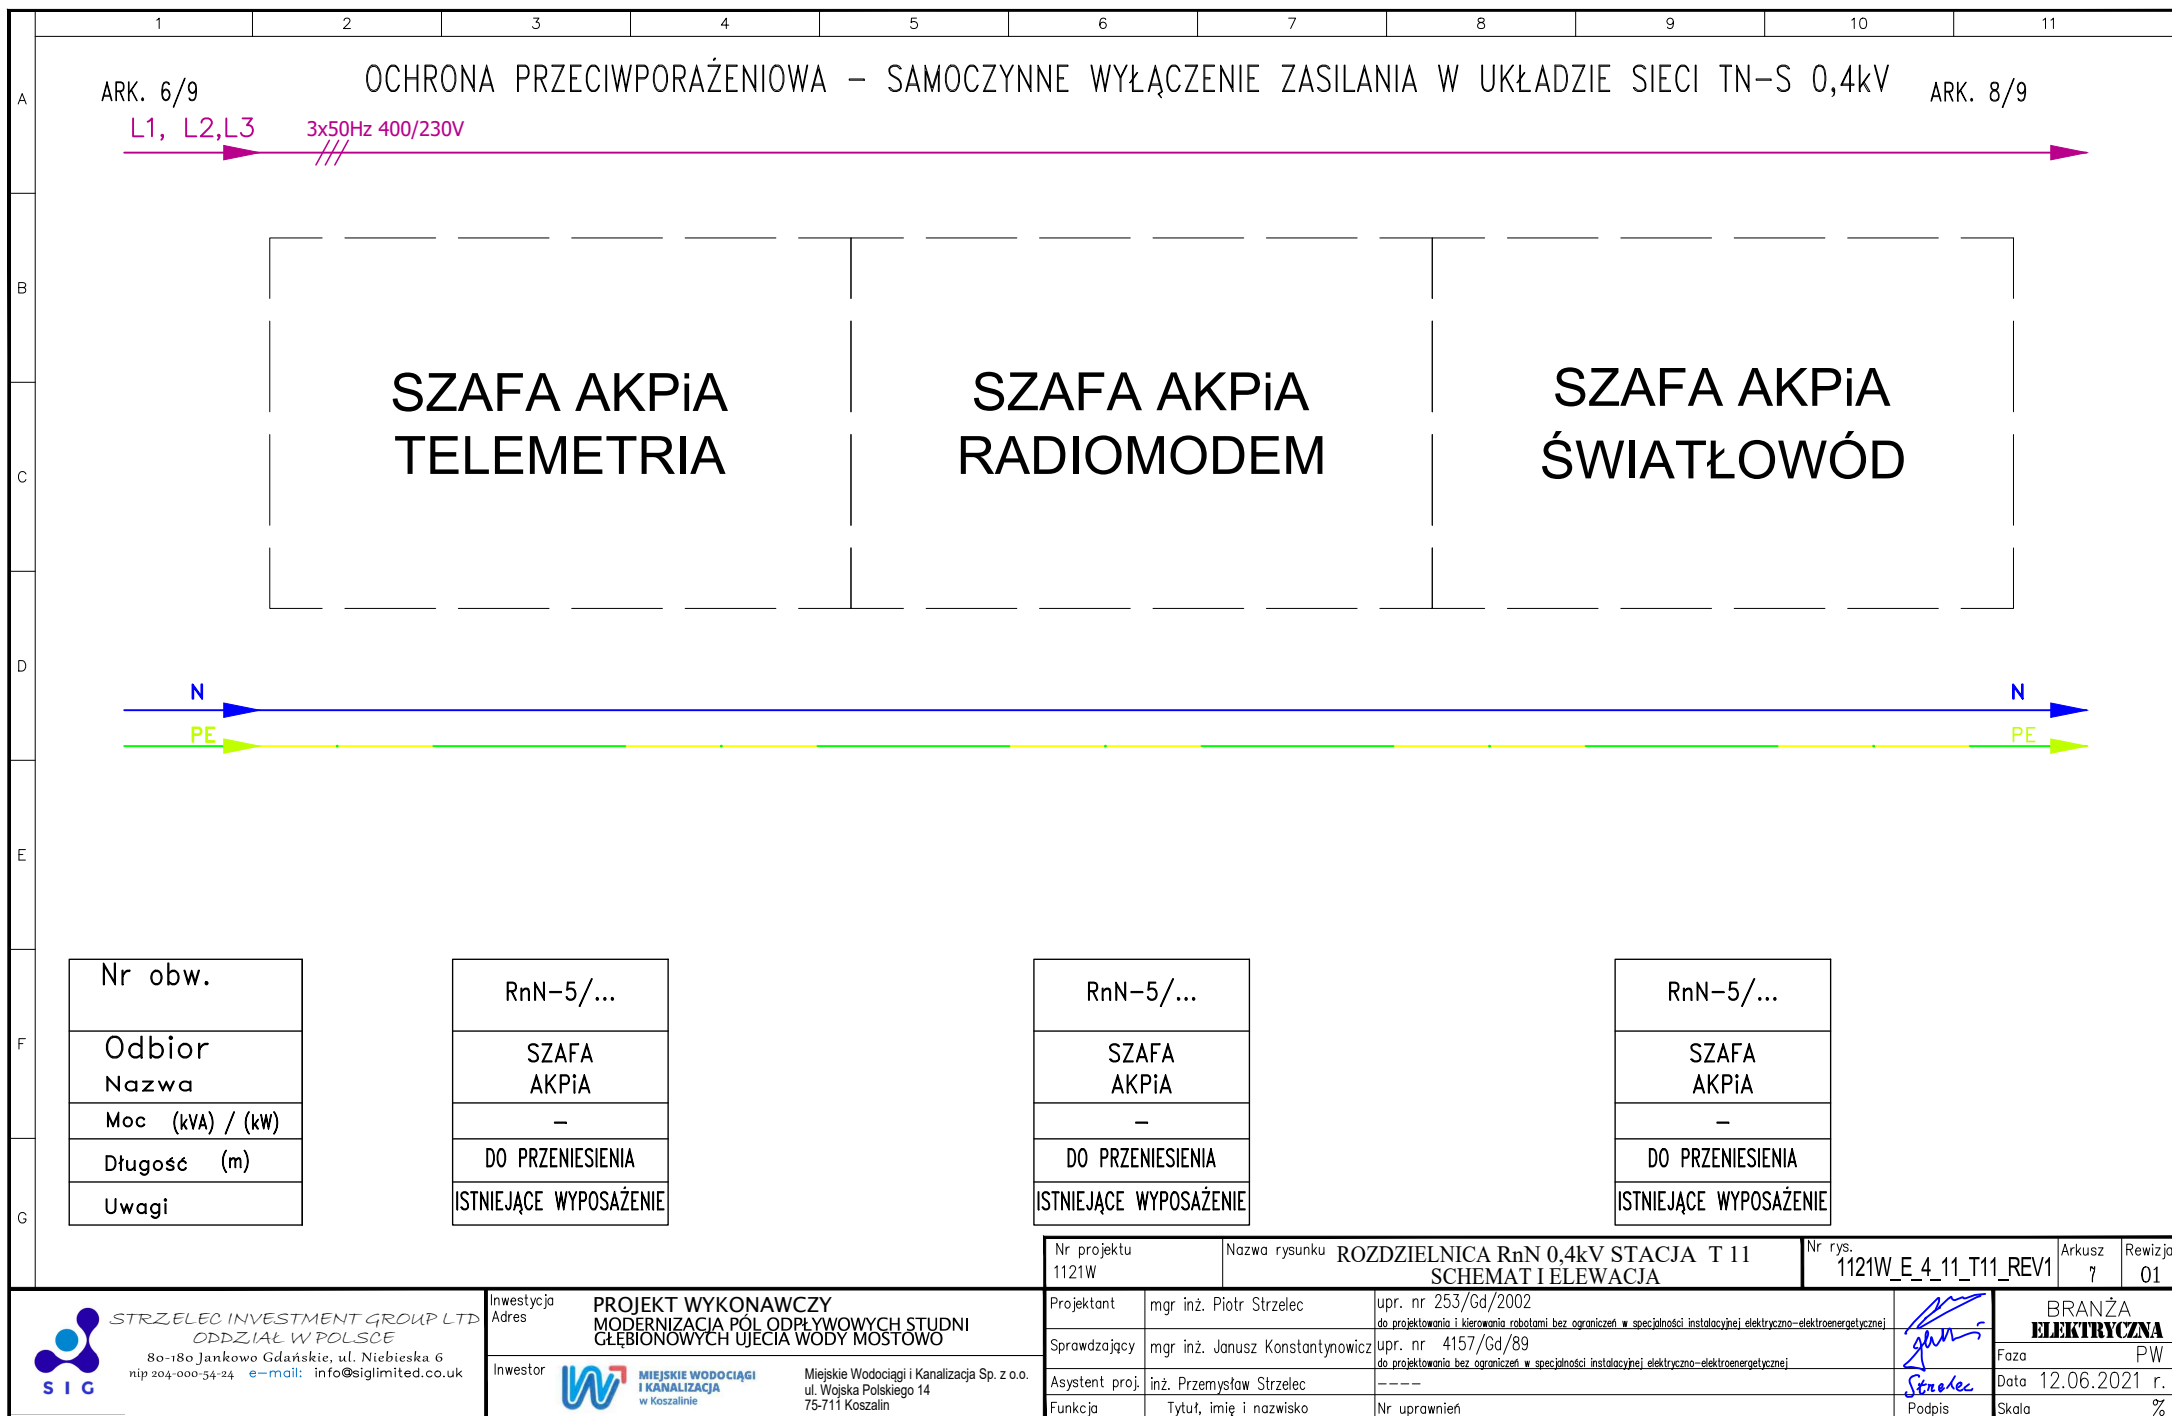 1 2 3 4 5 6 7 8 9 10 11
A
B
C
D
E
F
G
ARK. 6/9
OCHRONA PRZECIWPORAŻENIOWA – SAMOCZYNNE WYŁĄCZENIE ZASILANIA W UKŁADZIE SIECI TN–S 0,4kV
ARK. 8/9
L1, L2,L3
3x50Hz 400/230V
SZAFA AKPiA
TELEMETRIA
SZAFA AKPiA
RADIOMODEM
SZAFA AKPiA
ŚWIATŁOWÓD
N
N
PE
PE
Nr obw.
Odbior
Nazwa
Moc (kVA) / (kW)
Długość (m)
Uwagi
RnN–5/...
SZAFA
AKPiA
–
DO PRZENIESIENIA
ISTNIEJĄCE WYPOSAŻENIE
RnN–5/...
SZAFA
AKPiA
–
DO PRZENIESIENIA
ISTNIEJĄCE WYPOSAŻENIE
RnN–5/...
SZAFA
AKPiA
–
DO PRZENIESIENIA
ISTNIEJĄCE WYPOSAŻENIE
Nr projektu
1121W
Nazwa rysunku
ROZDZIELNICA RnN 0,4kV STACJA T 11
SCHEMAT I ELEWACJA
Nr rys.
1121W_E_4_11_T11_REV1
Arkusz
7
Rewizja
01
SIG
STRZELEC INVESTMENT GROUP LTD
ODDZIAŁ W POLSCE
80-180 Jankowo Gdańskie, ul. Niebieska 6
nip 204-000-54-24 e–mail: info@siglimited.co.uk
Inwestycja
Adres
PROJEKT WYKONAWCZY
MODERNIZACJA PÓL ODPŁYWOWYCH STUDNI
GŁĘBIONOWYCH UJECIA WODY MOSTOWO
Inwestor
MIEJSKIE WODOCIĄGI
I KANALIZACJA
w Koszalinie
Miejskie Wodociągi i Kanalizacja Sp. z o.o.
ul. Wojska Polskiego 14
75-711 Koszalin
Projektant
mgr inż. Piotr Strzelec
upr. nr 253/Gd/2002
do projektowania i kierowania robotami bez ograniczeń w specjalności instalacyjnej elektryczno–elektroenergetycznej
Sprawdzający
mgr inż. Janusz Konstantynowicz
upr. nr 4157/Gd/89
do projektowania bez ograniczeń w specjalności instalacyjnej elektryczno–elektroenergetycznej
Asystent proj.
inż. Przemysław Strzelec
––––
Funkcja
Tytuł, imię i nazwisko
Nr uprawnień
Podpis
BRANŻA
ELEKTRYCZNA
Faza PW
Data 12.06.2021 r.
Skala %